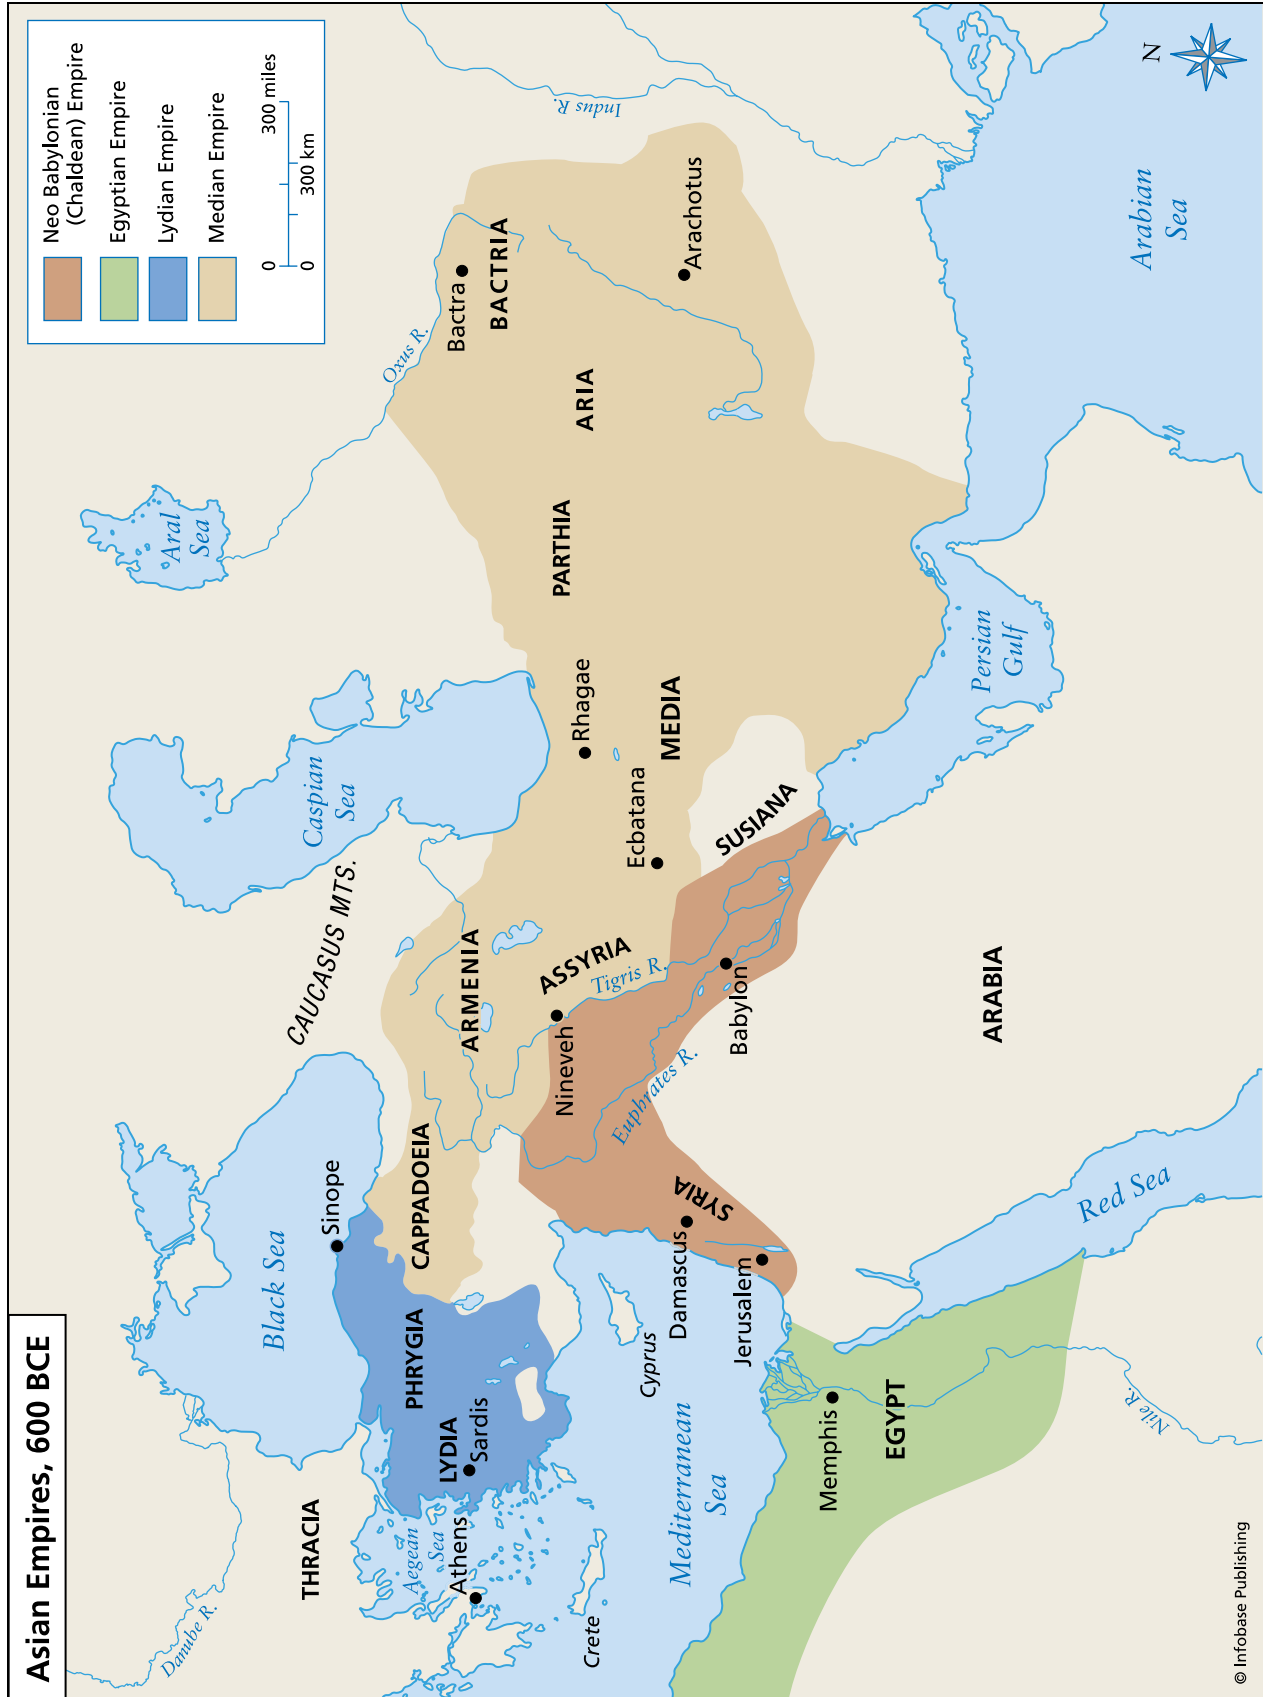 Asian Empires, 600 BCE
Neo Babylonian
(Chaldean) Empire
Egyptian Empire
Lydian Empire
Median Empire
0
300 miles
0
300 km
N
Danube R.
THRACIA
Black Sea
Sinope
CAUCASUS MTS.
Caspian
Sea
Aral
Sea
Oxus R.
Indus R.
Aegean
Sea
Athens
LYDIA
Sardis
PHRYGIA
CAPPADOEIA
ARMENIA
ASSYRIA
Tigris R.
Nineveh
Rhagae
Ecbatana
MEDIA
PARTHIA
ARIA
Bactra
BACTRIA
Arachotus
Crete
Cyprus
Mediterranean
Sea
Damascus
SYRIA
Jerusalem
Euphrates R.
Babylon
SUSIANA
Persian
Gulf
Arabian
Sea
Memphis
EGYPT
Nile R.
Red Sea
ARABIA
© Infobase Publishing